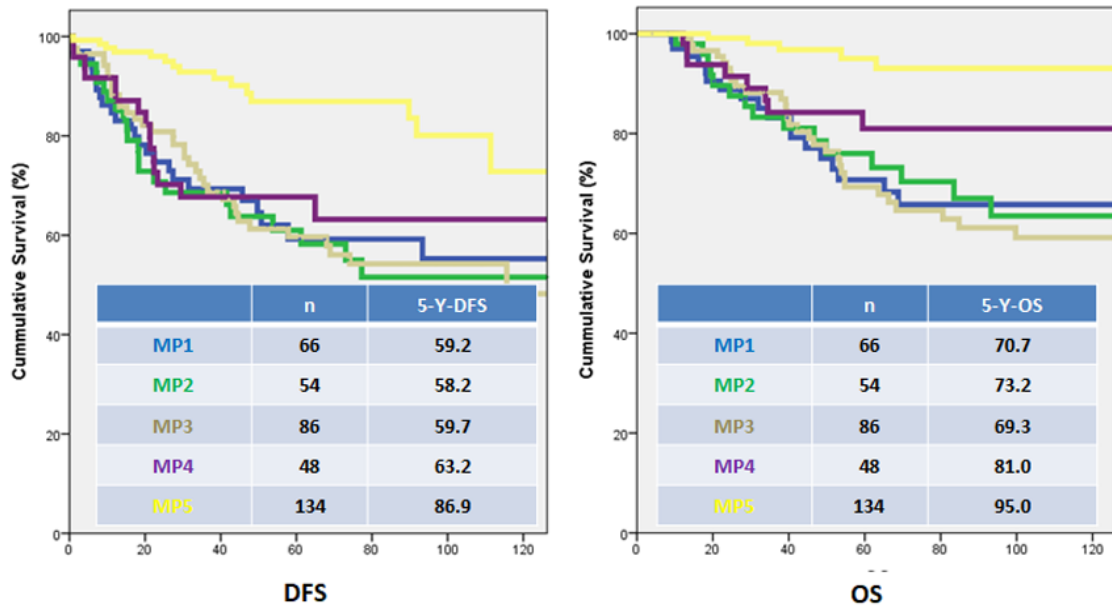 Cummulative Survival (%)
100
80
60
40
20
0
n 5-Y-DFS
MP1 66 59.2
MP2 54 58.2
MP3 86 59.7
MP4 48 63.2
MP5 134 86.9
0 20 40 60 80 100 120
DFS
Cummulative Survival (%)
100
80
60
40
20
0
n 5-Y-OS
MP1 66 70.7
MP2 54 73.2
MP3 86 69.3
MP4 48 81.0
MP5 134 95.0
0 20 40 60 80 100 120
OS